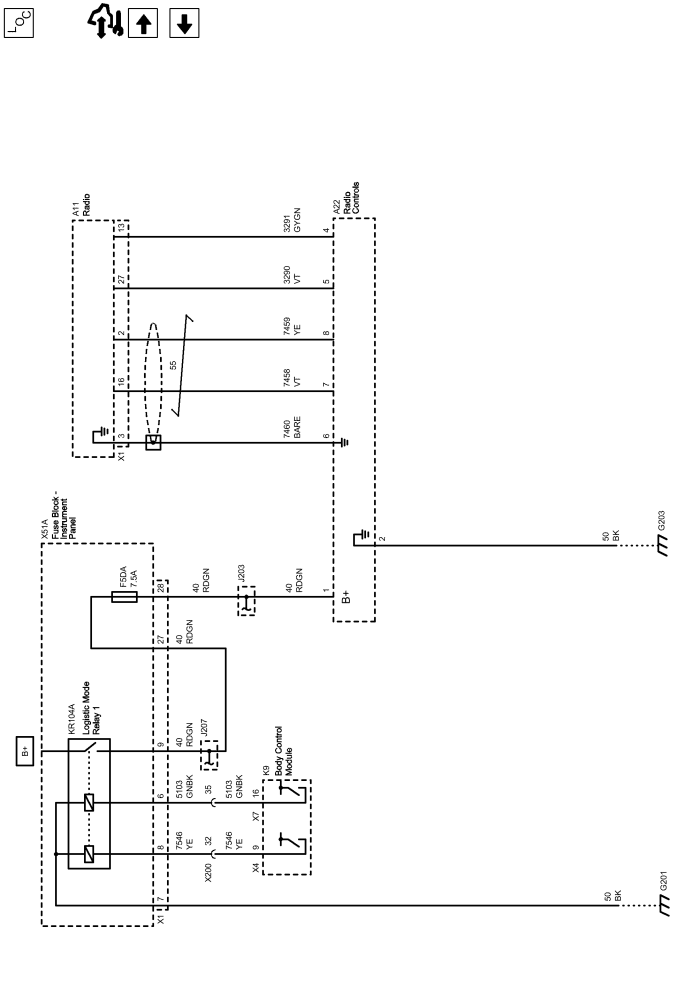 LOC
A11
Radio
13
27
2
16
3
X1
3291
GYGN
3290
VT
7459
YE
55
7458
VT
7460
BARE
A22
Radio
Controls
4
5
8
7
6
2
1
B+
50
BK
G203
X51A
Fuse Block -
Instrument
Panel
F5DA
7.5A
28
27
9
6
8
7
X1
B+
KR104A
Logistic Mode
Relay 1
40
RDGN
J203
40
RDGN
40
RDGN
40
RDGN
J207
5103
GNBK
35
5103
GNBK
16
X7
K9
Body Control
Module
7546
YE
32
X200
7546
YE
9
X4
50
BK
G201